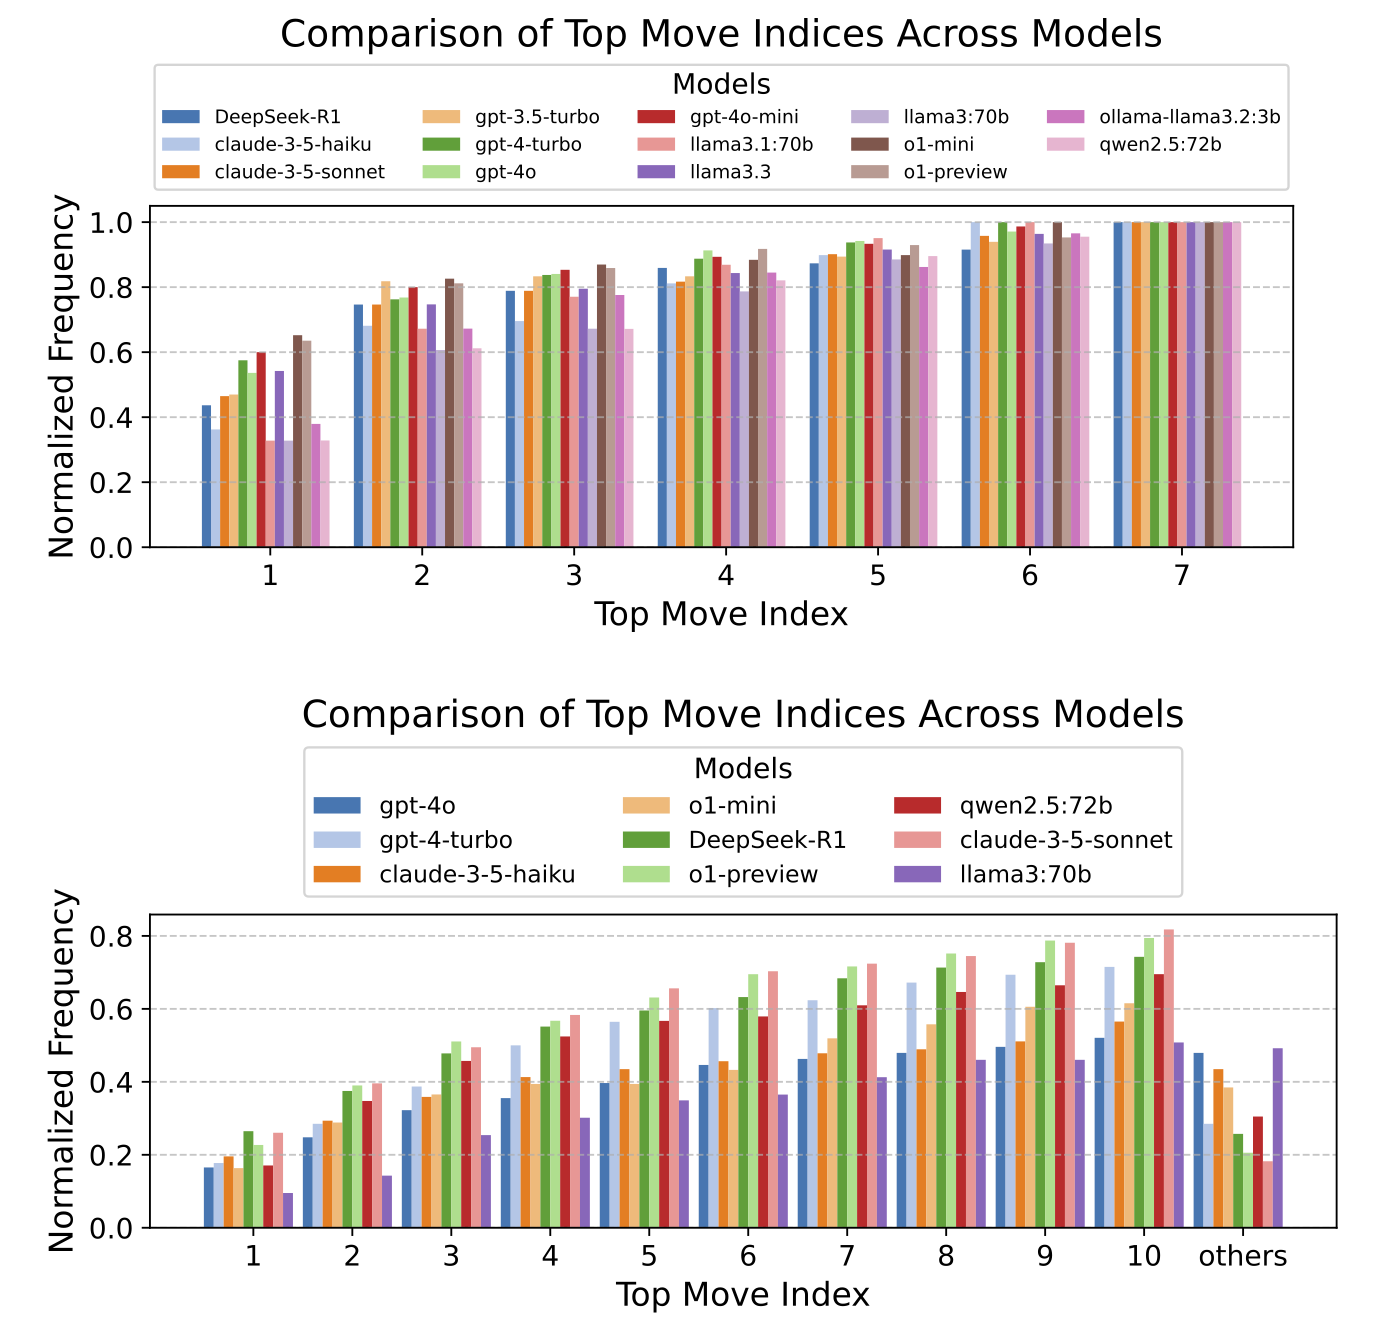 Comparison of Top Move Indices Across Models
Models
DeepSeek-R1 gpt-3.5-turbo gpt-4o-mini llama3:70b ollama-llama3.2:3b
claude-3-5-haiku gpt-4-turbo llama3.1:70b o1-mini qwen2.5:72b
claude-3-5-sonnet gpt-4o llama3.3 o1-preview
Normalized Frequency
1.0
0.8
0.6
0.4
0.2
0.0
1 2 3 4 5 6 7
Top Move Index
Comparison of Top Move Indices Across Models
Models
gpt-4o o1-mini qwen2.5:72b
gpt-4-turbo DeepSeek-R1 claude-3-5-sonnet
claude-3-5-haiku o1-preview llama3:70b
Normalized Frequency
0.8
0.6
0.4
0.2
0.0
1 2 3 4 5 6 7 8 9 10 others
Top Move Index